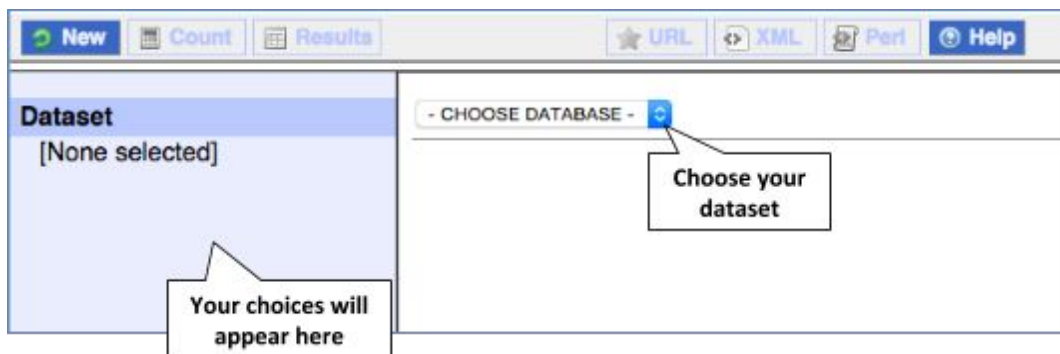 New Count Results URL XML Perl Help
Dataset
[None selected]
- CHOOSE DATABASE -
Choose your
dataset
Your choices will
appear here